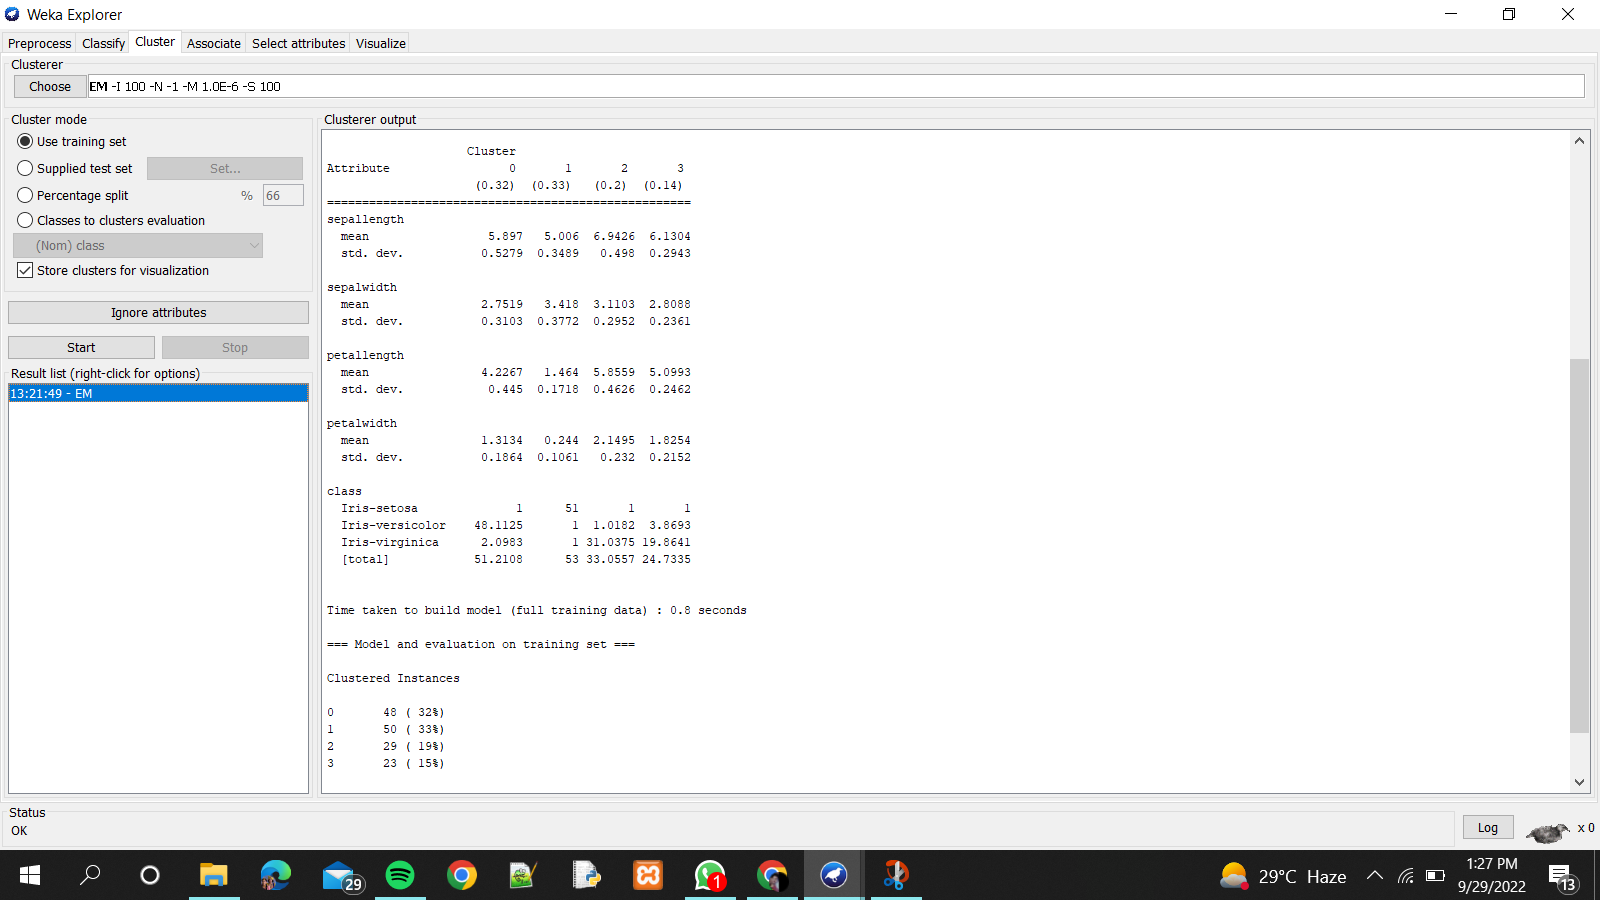 Weka Explorer
Preprocess Classify Cluster Associate Select attributes Visualize
Clusterer
Choose EM -I 100 -N -1 -M 1.0E-6 -S 100
Cluster mode
Use training set
Supplied test set Set...
Percentage split % 66
Classes to clusters evaluation
(Nom) class
Store clusters for visualization
Ignore attributes
Start Stop
Result list (right-click for options)
13:21:49 - EM
Clusterer output
Cluster
Attribute 0 1 2 3
(0.32) (0.33) (0.2) (0.14)
====================================================
sepallength
mean 5.897 5.006 6.9426 6.1304
std. dev. 0.5279 0.3489 0.498 0.2943
sepalwidth
mean 2.7519 3.418 3.1103 2.8088
std. dev. 0.3103 0.3772 0.2952 0.2361
petallength
mean 4.2267 1.464 5.8559 5.0993
std. dev. 0.445 0.1718 0.4626 0.2462
petalwidth
mean 1.3134 0.244 2.1495 1.8254
std. dev. 0.1864 0.1061 0.232 0.2152
class
Iris-setosa 1 51 1 1
Iris-versicolor 48.1125 1 1.0182 3.8693
Iris-virginica 2.0983 1 31.0375 19.8641
[total] 51.2108 53 33.0557 24.7335
Time taken to build model (full training data) : 0.8 seconds
=== Model and evaluation on training set ===
Clustered Instances
0 48 ( 32%)
1 50 ( 33%)
2 29 ( 19%)
3 23 ( 15%)
Status
OK
Log x 0
29
1
29°C Haze
1:27 PM
9/29/2022
13